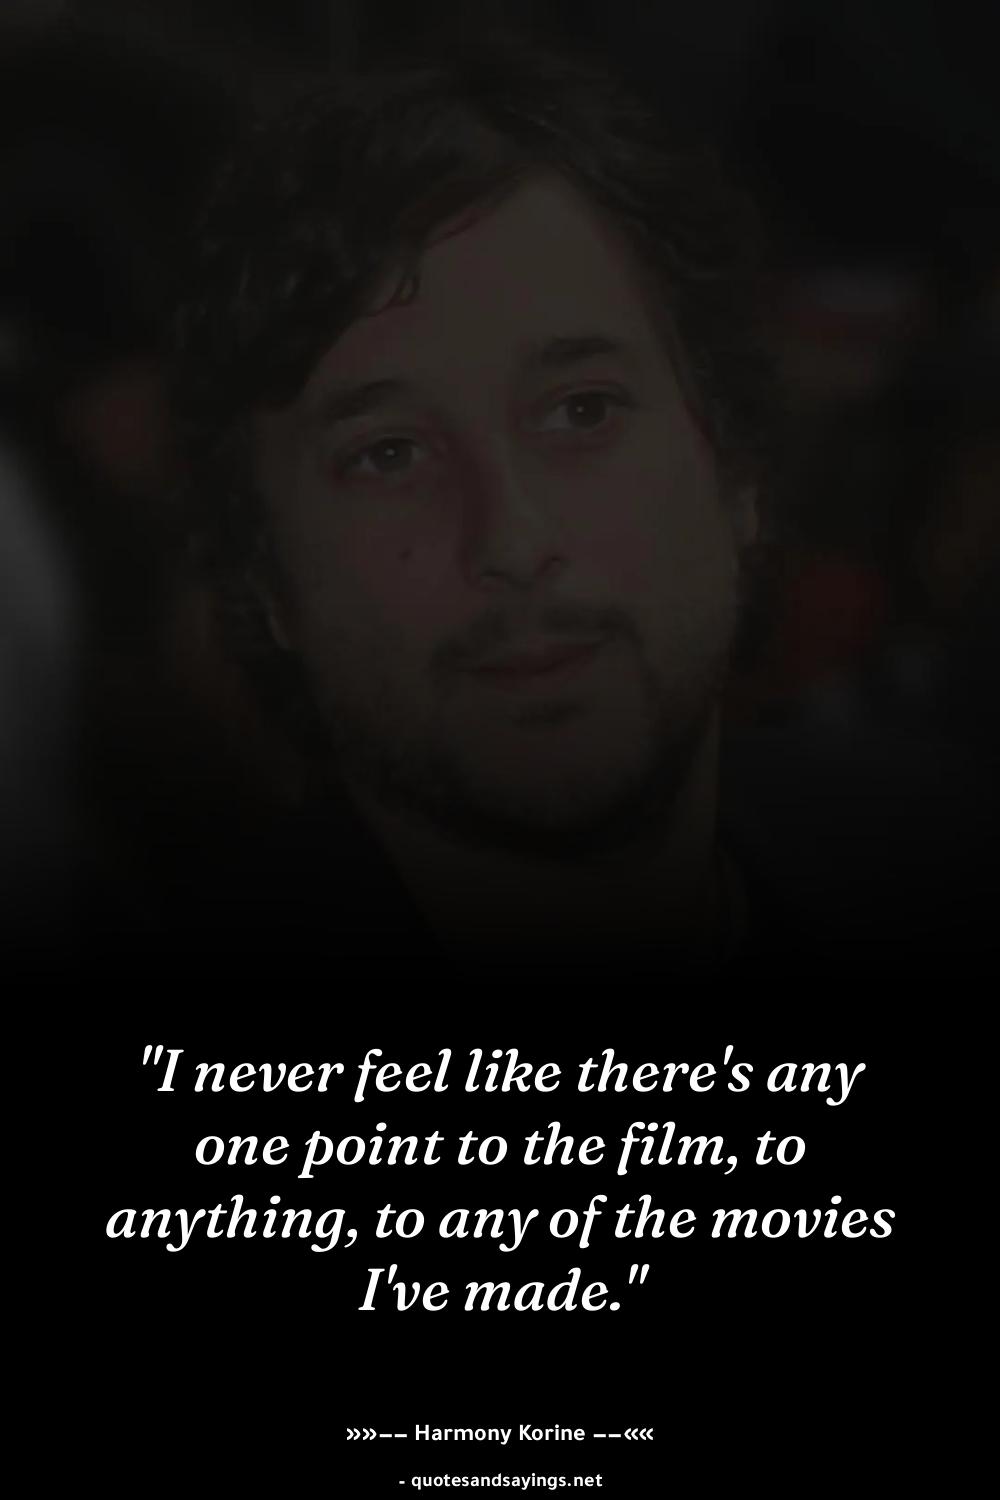 "I never feel like there's any
one point to the film, to
anything, to any of the movies
I've made."
»»−− Harmony Korine −−««
- quotesandsayings.net